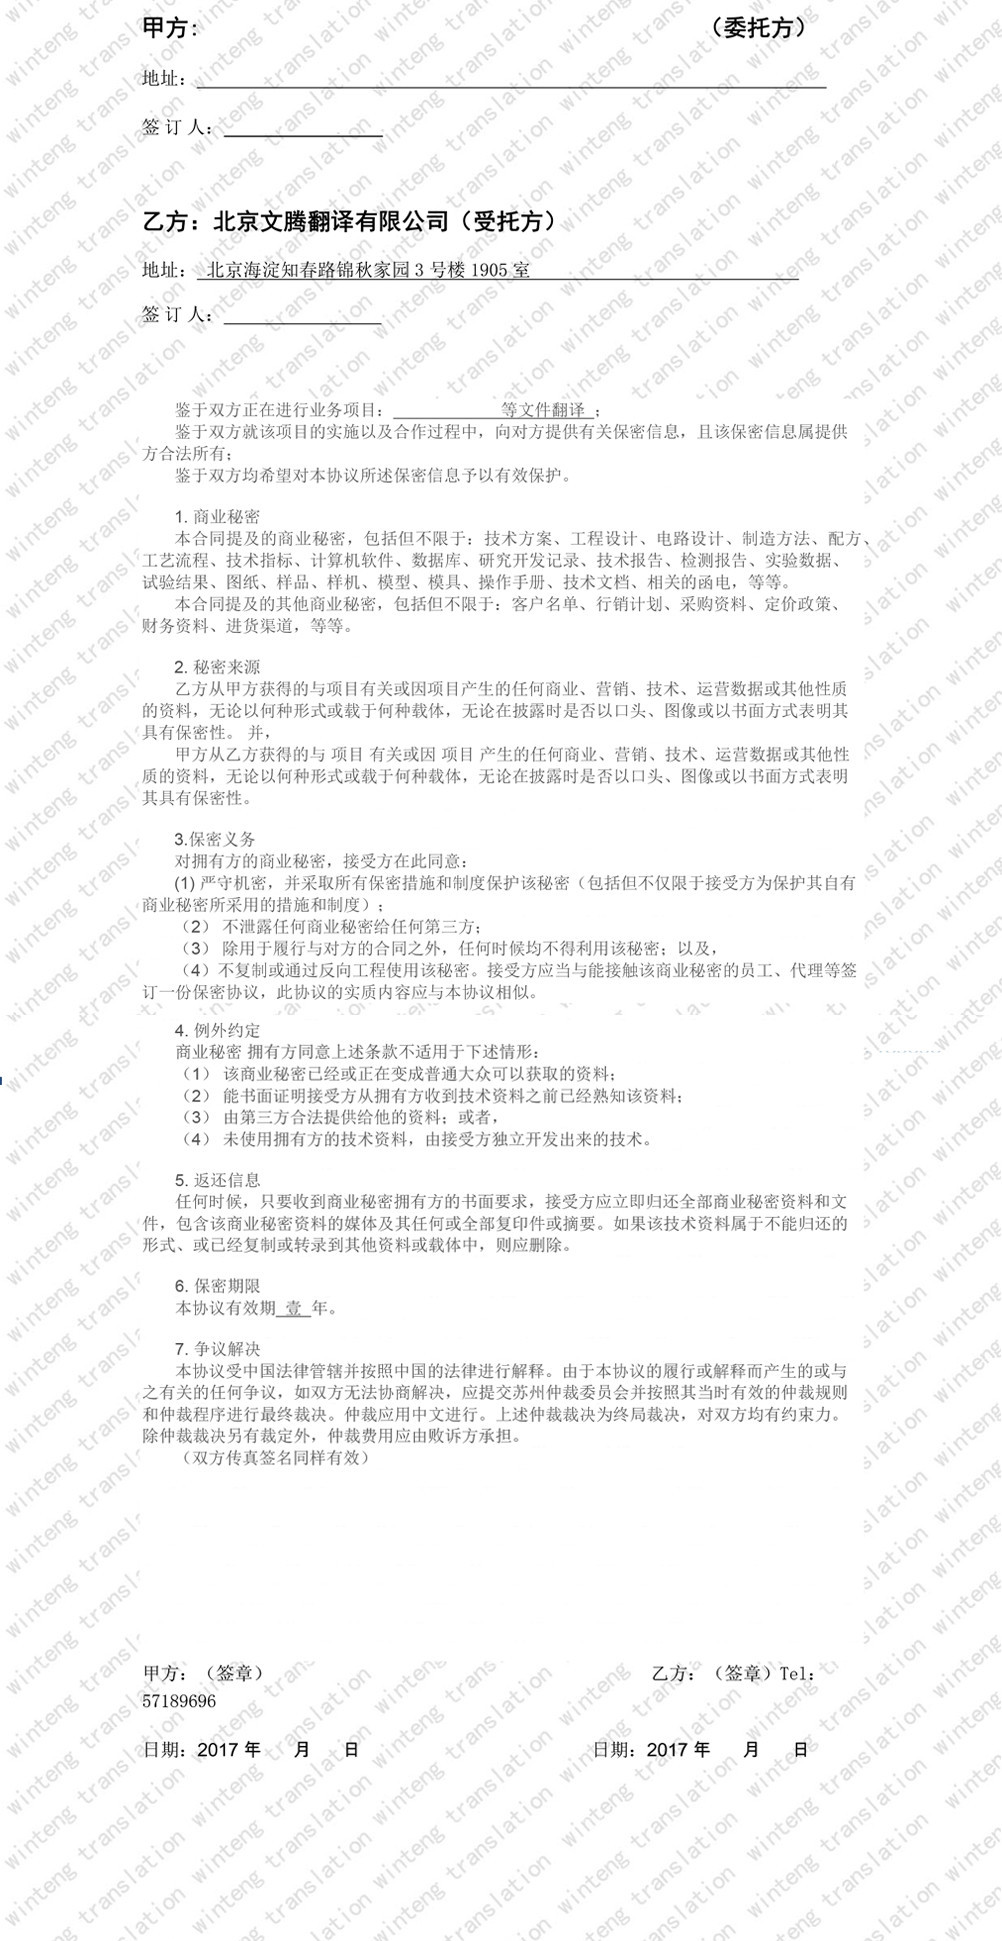 甲方: （委托方）
地址：
签 订 人：
乙方：北京文腾翻译有限公司（受托方）
地址： 北京海淀知春路锦秋家园 3 号楼 1905 室
签 订 人：
鉴于双方正在进行业务项目： 等文件翻译 ；
鉴于双方就该项目的实施以及合作过程中，向对方提供有关保密信息，且该保密信息属提供
方合法所有；
鉴于双方均希望对本协议所述保密信息予以有效保护。
1. 商业秘密
本合同提及的商业秘密，包括但不限于：技术方案、工程设计、电路设计、制造方法、配方、
工艺流程、技术指标、计算机软件、数据库、研究开发记录、技术报告、检测报告、实验数据、
试验结果、图纸、样品、样机、模型、模具、操作手册、技术文档、相关的函电，等等。
本合同提及的其他商业秘密，包括但不限于：客户名单、行销计划、采购资料、定价政策、
财务资料、进货渠道，等等。
2. 秘密来源
乙方从甲方获得的与项目有关或因项目产生的任何商业、营销、技术、运营数据或其他性质
的资料，无论以何种形式或载于何种载体，无论在披露时是否以口头、图像或以书面方式表明其
具有保密性。 并，
甲方从乙方获得的与 项目 有关或因 项目 产生的任何商业、营销、技术、运营数据或其他性
质的资料，无论以何种形式或载于何种载体，无论在披露时是否以口头、图像或以书面方式表明
其具有保密性。
3.保密义务
对拥有方的商业秘密，接受方在此同意：
(1) 严守机密，并采取所有保密措施和制度保护该秘密（包括但不仅限于接受方为保护其自有
商业秘密所采用的措施和制度）；
（2） 不泄露任何商业秘密给任何第三方；
（3） 除用于履行与对方的合同之外，任何时候均不得利用该秘密；以及，
（4）不复制或通过反向工程使用该秘密。接受方应当与能接触该商业秘密的员工、代理等签
订一份保密协议，此协议的实质内容应与本协议相似。
4. 例外约定
商业秘密 拥有方同意上述条款不适用于下述情形：
（1） 该商业秘密已经或正在变成普通大众可以获取的资料；
（2） 能书面证明接受方从拥有方收到技术资料之前已经熟知该资料；
（3） 由第三方合法提供给他的资料；或者，
（4） 未使用拥有方的技术资料，由接受方独立开发出来的技术。
5. 返还信息
任何时候，只要收到商业秘密拥有方的书面要求，接受方应立即归还全部商业秘密资料和文
件，包含该商业秘密资料的媒体及其任何或全部复印件或摘要。如果该技术资料属于不能归还的
形式、或已经复制或转录到其他资料或载体中，则应删除。
6. 保密期限
本协议有效期 壹 年。
7. 争议解决
本协议受中国法律管辖并按照中国的法律进行解释。由于本协议的履行或解释而产生的或与
之有关的任何争议，如双方无法协商解决，应提交苏州仲裁委员会并按照其当时有效的仲裁规则
和仲裁程序进行最终裁决。仲裁应用中文进行。上述仲裁裁决为终局裁决，对双方均有约束力。
除仲裁裁决另有裁定外，仲裁费用应由败诉方承担。
（双方传真签名同样有效）
甲方：（签章） 乙方：（签章）Tel：
57189696
日期：2017 年 月 日 日期：2017 年 月 日
winteng translation